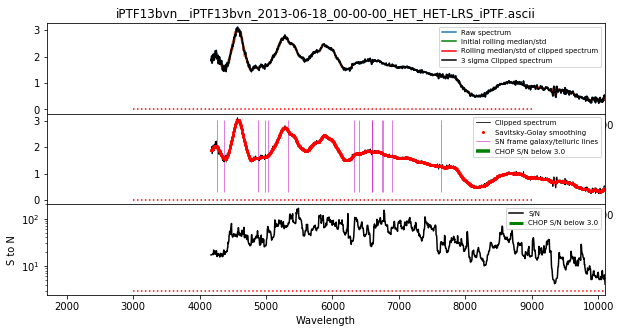 iPTF13bvn__iPTF13bvn_2013-06-18_00-00-00_HET_HET-LRS_iPTF.ascii
3
2
1
0
Raw spectrum
Initial rolling median/std
Rolling median/std of clipped spectrum
3 sigma Clipped spectrum
3
2
1
0
Clipped spectrum
Savitsky-Golay smoothing
SN frame galaxy/telluric lines
CHOP S/N below 3.0
S to N
10²
10¹
S/N
CHOP S/N below 3.0
2000 3000 4000 5000 6000 7000 8000 9000 10000
Wavelength